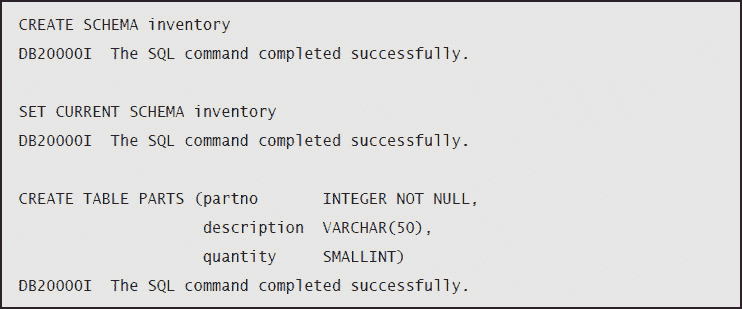 CREATE SCHEMA inventory
DB20000I  The SQL command completed successfully.
SET CURRENT SCHEMA inventory
DB20000I  The SQL command completed successfully.
CREATE TABLE PARTS (partno      INTEGER NOT NULL,
                    description  VARCHAR(50),
                    quantity     SMALLINT)
DB20000I  The SQL command completed successfully.